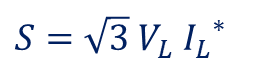 S = √3 V_L I_L^*